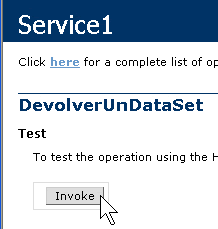 Service1
Click here for a complete list of op
DevolverUnDataSet
Test
To test the operation using the H
Invoke